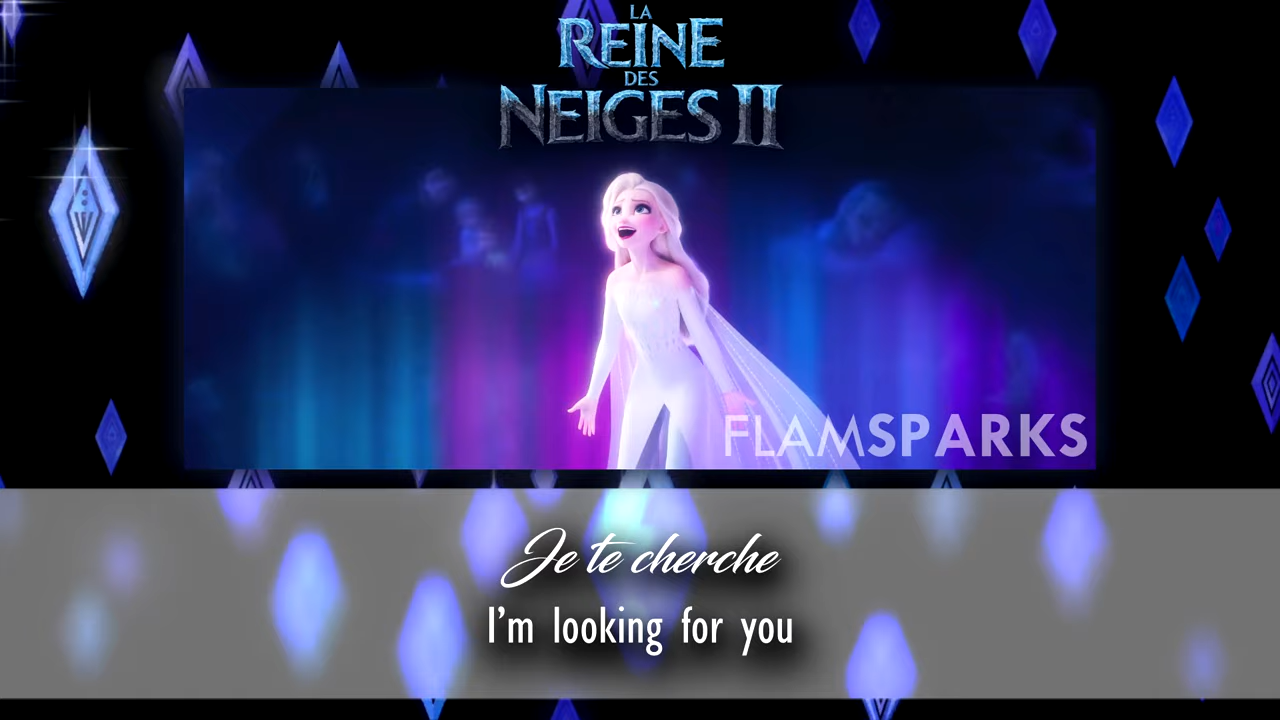 LA
REINE
DES
NEIGES II
FLAMSPARKS
Je te cherche
I'm looking for you